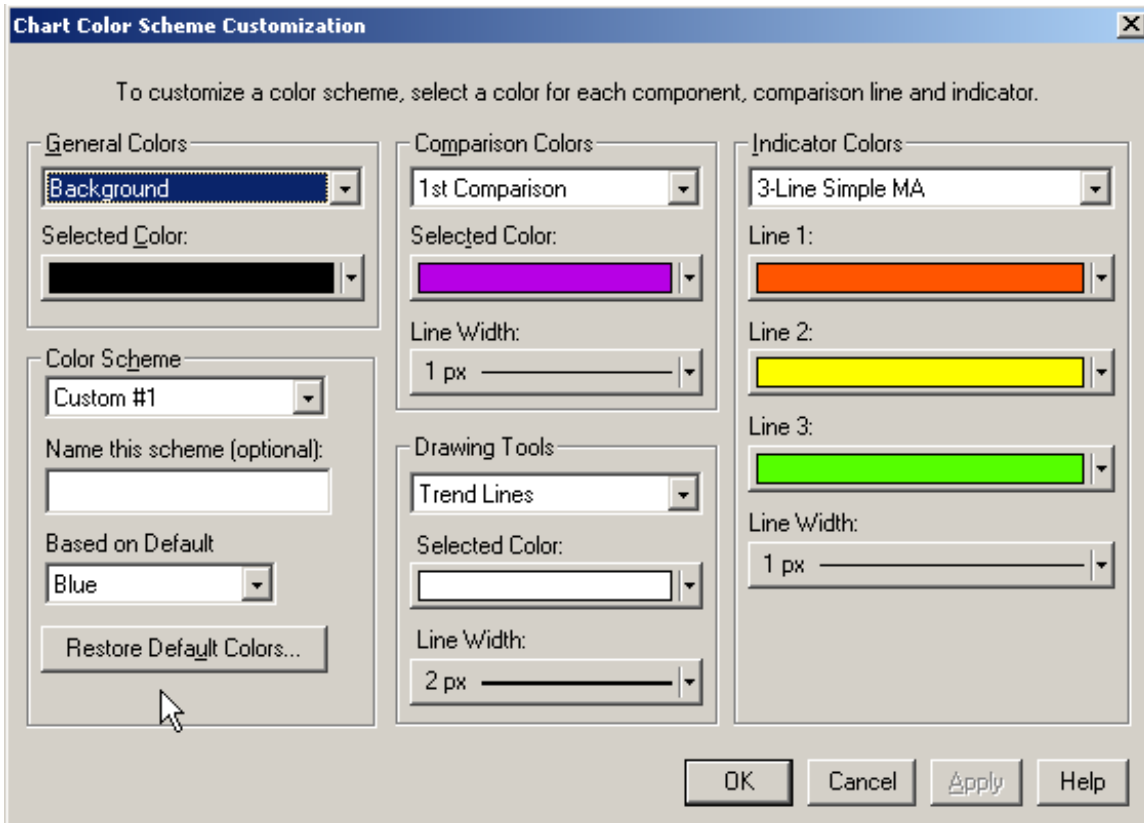 Chart Color Scheme Customization
To customize a color scheme, select a color for each component, comparison line and indicator.
General Colors
Background
Selected Color:
Color Scheme
Custom #1
Name this scheme (optional):
Based on Default
Blue
Restore Default Colors...
Comparison Colors
1st Comparison
Selected Color:
Line Width:
1 px
Drawing Tools
Trend Lines
Selected Color:
Line Width:
2 px
Indicator Colors
3-Line Simple MA
Line 1:
Line 2:
Line 3:
Line Width:
1 px
OK
Cancel
Apply
Help